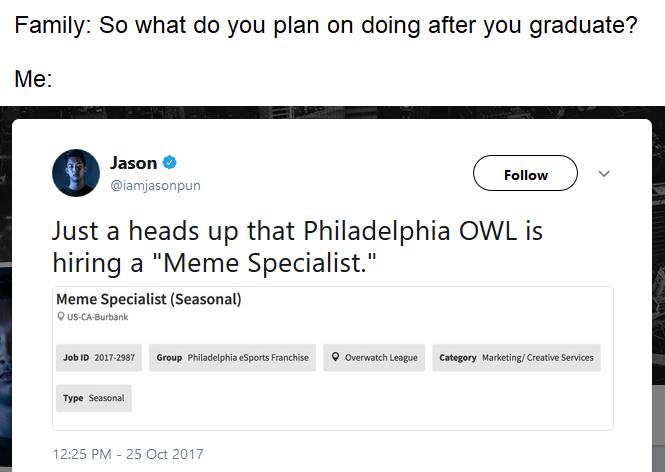 Family: So what do you plan on doing after you graduate?
Me:
Jason
@iamjasonpun
Follow
Just a heads up that Philadelphia OWL is
hiring a "Meme Specialist."
Meme Specialist (Seasonal)
US-CA-Burbank
Job ID 2017-2987 Group Philadelphia eSports Franchise Overwatch League Category Marketing/ Creative Services
Type Seasonal
12:25 PM - 25 Oct 2017